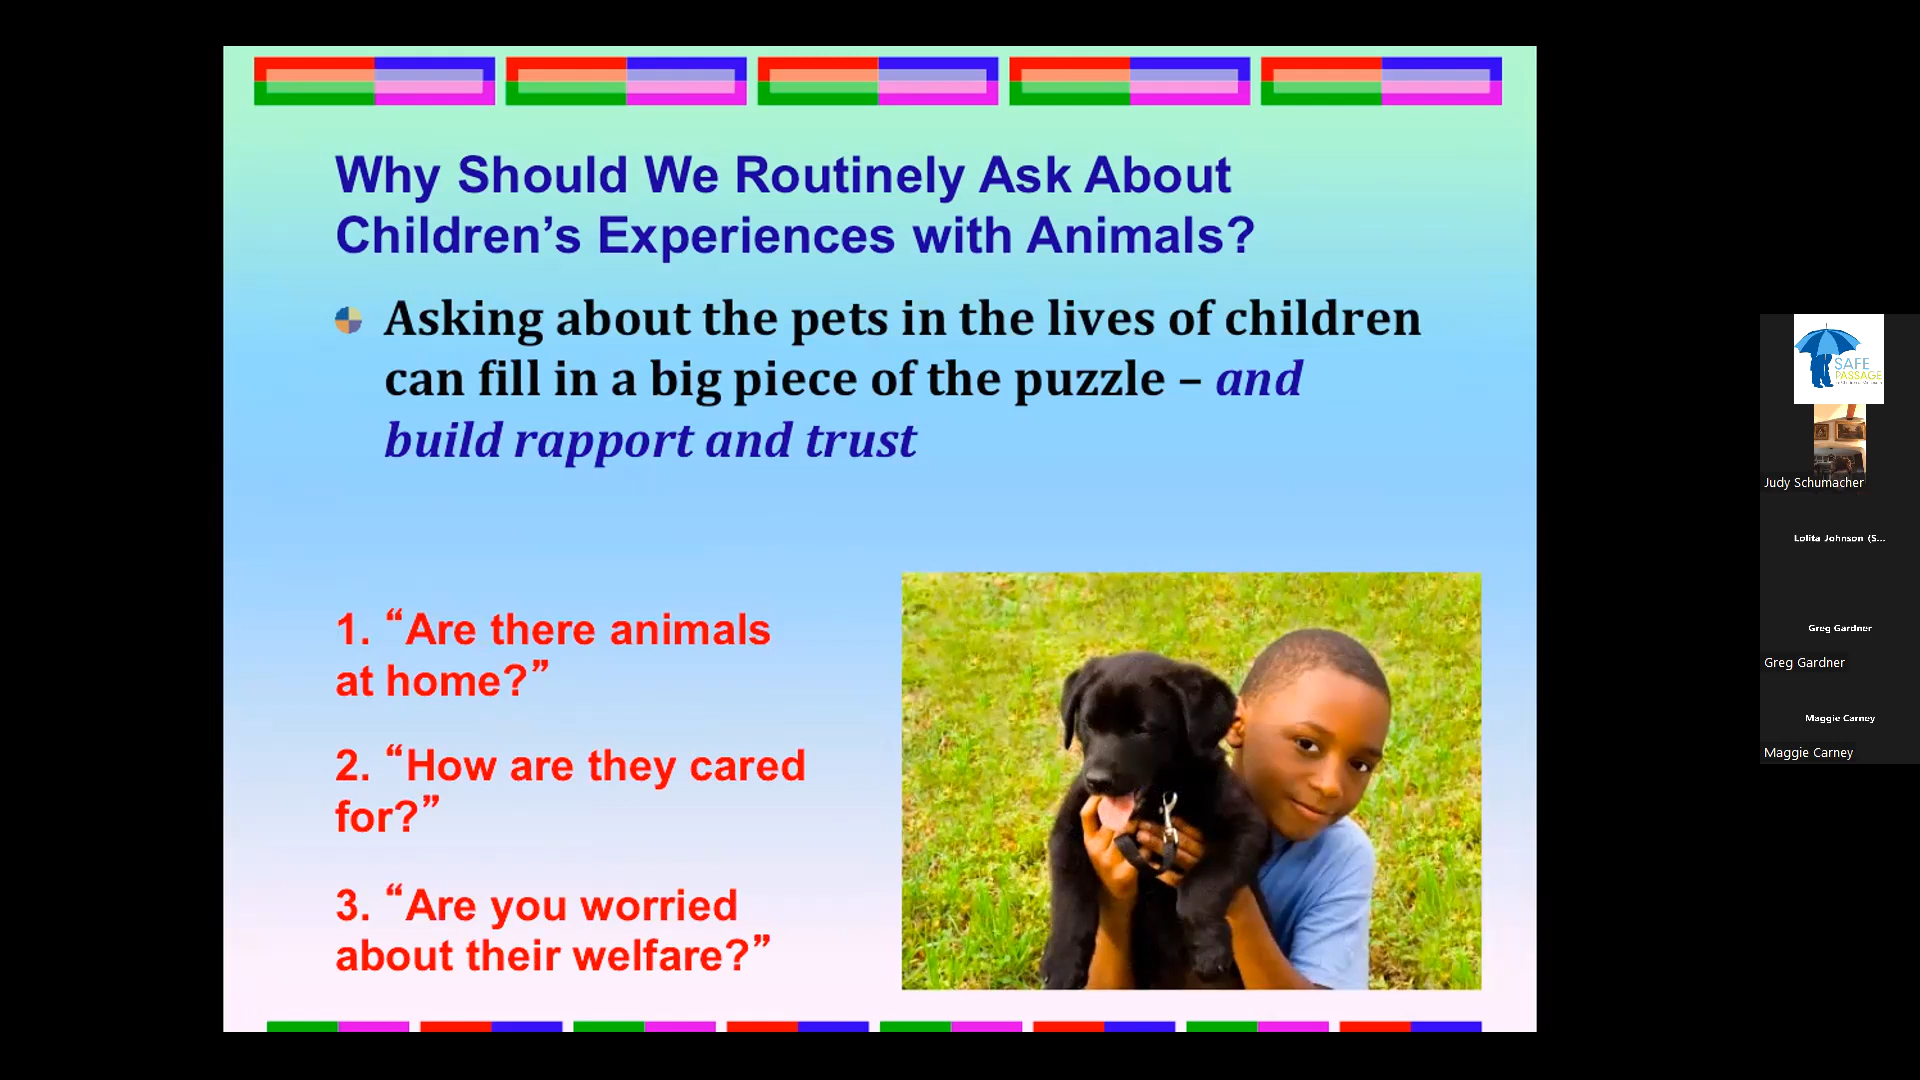 Why Should We Routinely Ask About
Children’s Experiences with Animals?
Asking about the pets in the lives of children
can fill in a big piece of the puzzle – and
build rapport and trust
1. “Are there animals
at home?”
2. “How are they cared
for?”
3. “Are you worried
about their welfare?”
SAFE
PASSAGE
Judy Schumacher
Lolita Johnson (S...
Greg Gardner
Greg Gardner
Maggie Carney
Maggie Carney